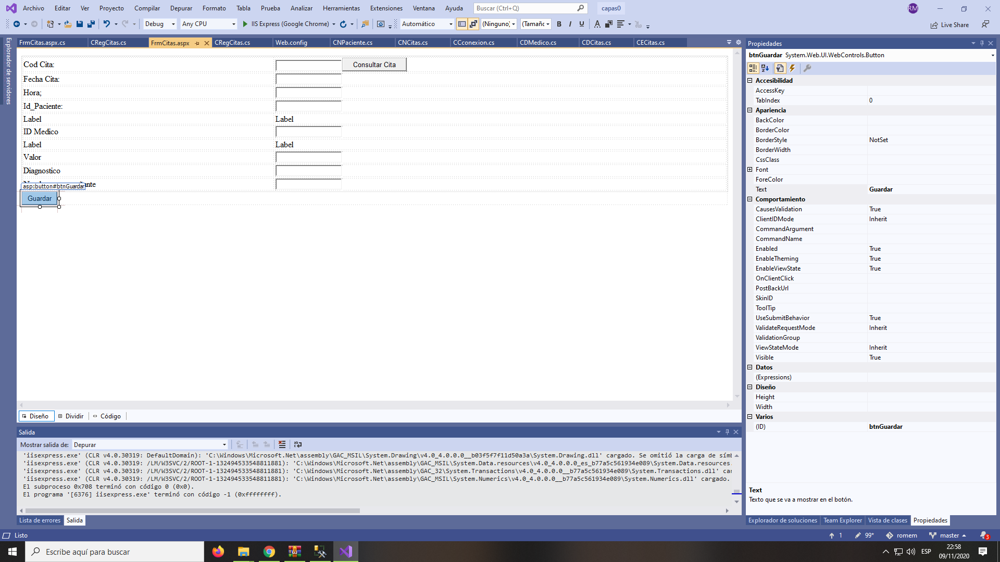 Archivo Editar Ver Proyecto Compilar Depurar Formato Tabla Prueba Analizar Herramientas Extensiones Ventana Ayuda Buscar (Ctrl+Q) capas0 RM
Debug Any CPU IIS Express (Google Chrome) Automático (Ninguno) (Tamañc B I U A Live Share
Explorador de servidores
FrmCitas.aspx.cs CRegCitas.cs FrmCitas.aspx CRegCitas.cs Web.config CNPaciente.cs CNCitas.cs CCconexion.cs CDMedico.cs CDCitas.cs CECitas.cs
Cod Cita: Consultar Cita
Fecha Cita:
Hora;
Id_Paciente:
Label Label
ID Medico
Label Label
Valor
Diagnostico
asp:button#btnGuardar
Guardar
Diseño Dividir Código
Salida
Mostrar salida de: Depurar
'iisexpress.exe' (CLR v4.0.30319: DefaultDomain): 'C:\Windows\Microsoft.Net\assembly\GAC_MSIL\System.Drawing\v4.0_4.0.0.0__b03f5f7f11d50a3a\System.Drawing.dll' cargado. Se omitió la carga de símb
'iisexpress.exe' (CLR v4.0.30319: /LM/W3SVC/2/ROOT-1-132494533548811881): 'C:\Windows\Microsoft.Net\assembly\GAC_MSIL\System.Data.resources\v4.0_4.0.0.0_es_b77a5c561934e089\System.Data.resources.
'iisexpress.exe' (CLR v4.0.30319: /LM/W3SVC/2/ROOT-1-132494533548811881): 'C:\Windows\Microsoft.Net\assembly\GAC_32\System.Transactions\v4.0_4.0.0.0__b77a5c561934e089\System.Transactions.dll' car
'iisexpress.exe' (CLR v4.0.30319: /LM/W3SVC/2/ROOT-1-132494533548811881): 'C:\Windows\Microsoft.Net\assembly\GAC_MSIL\System.Numerics\v4.0_4.0.0.0__b77a5c561934e089\System.Numerics.dll' cargado.
El subproceso 0x708 terminó con código 0 (0x0).
El programa '[6376] iisexpress.exe' terminó con código -1 (0xffffffff).
Lista de errores Salida
Propiedades
btnGuardar System.Web.UI.WebControls.Button
Accesibilidad
AccessKey
TabIndex 0
Apariencia
BackColor
BorderColor
BorderStyle NotSet
BorderWidth
CssClass
Font
ForeColor
Text Guardar
Comportamiento
CausesValidation True
ClientIDMode Inherit
CommandArgument
CommandName
Enabled True
EnableTheming True
EnableViewState True
OnClientClick
PostBackUrl
SkinID
ToolTip
UseSubmitBehavior True
ValidateRequestMode Inherit
ValidationGroup
ViewStateMode Inherit
Visible True
Datos
(Expressions)
Diseño
Height
Width
Varios
(ID) btnGuardar
Text
Texto que se va a mostrar en el botón.
Explorador de soluciones Team Explorer Vista de clases Propiedades
Listo 1 99* romem master 3
Escribe aquí para buscar ESP 22:58
09/11/2020